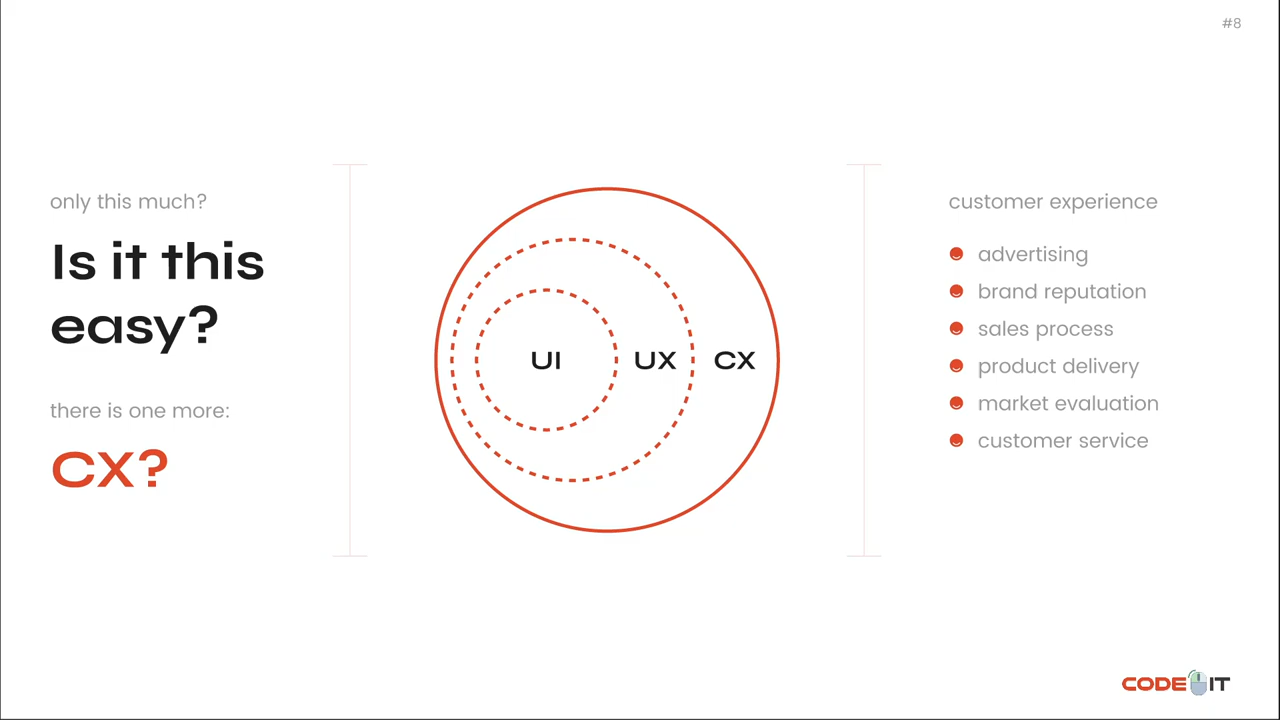 #8
only this much?
Is it this
easy?
there is one more:
CX?
UI UX CX
customer experience
advertising
brand reputation
sales process
product delivery
market evaluation
customer service
CODE IT